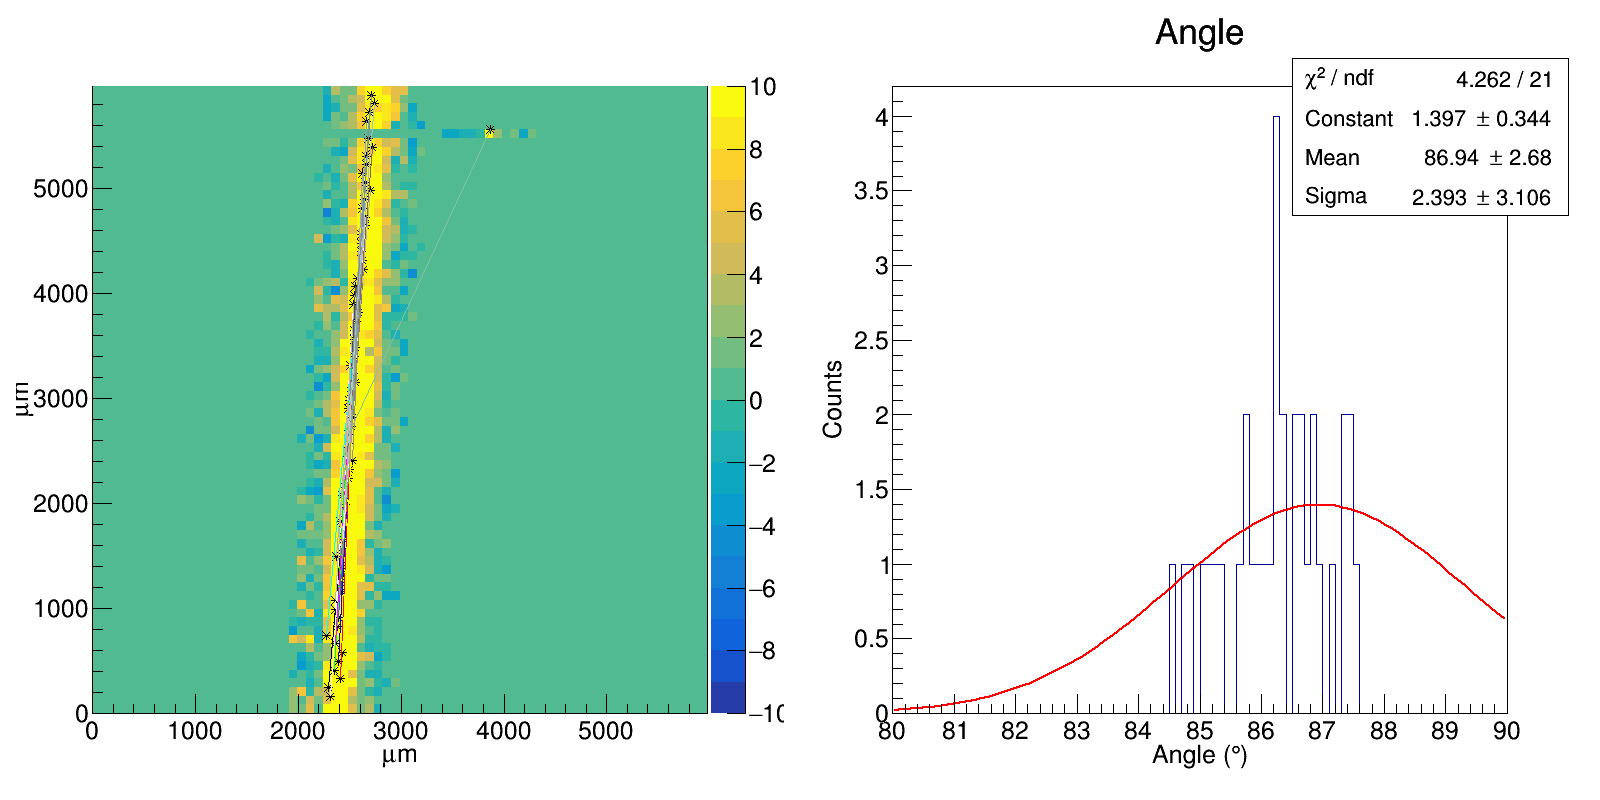 Angle
χ² / ndf 4.262 / 21
Constant 1.397 ± 0.344
Mean 86.94 ± 2.68
Sigma 2.393 ± 3.106
μm
5000
4000
3000
2000
1000
0
0 1000 2000 3000 4000 5000
μm
10
8
6
4
2
0
−2
−4
−6
−8
−10
Counts
4
3.5
3
2.5
2
1.5
1
0.5
0
80 81 82 83 84 85 86 87 88 89 90
Angle (°)